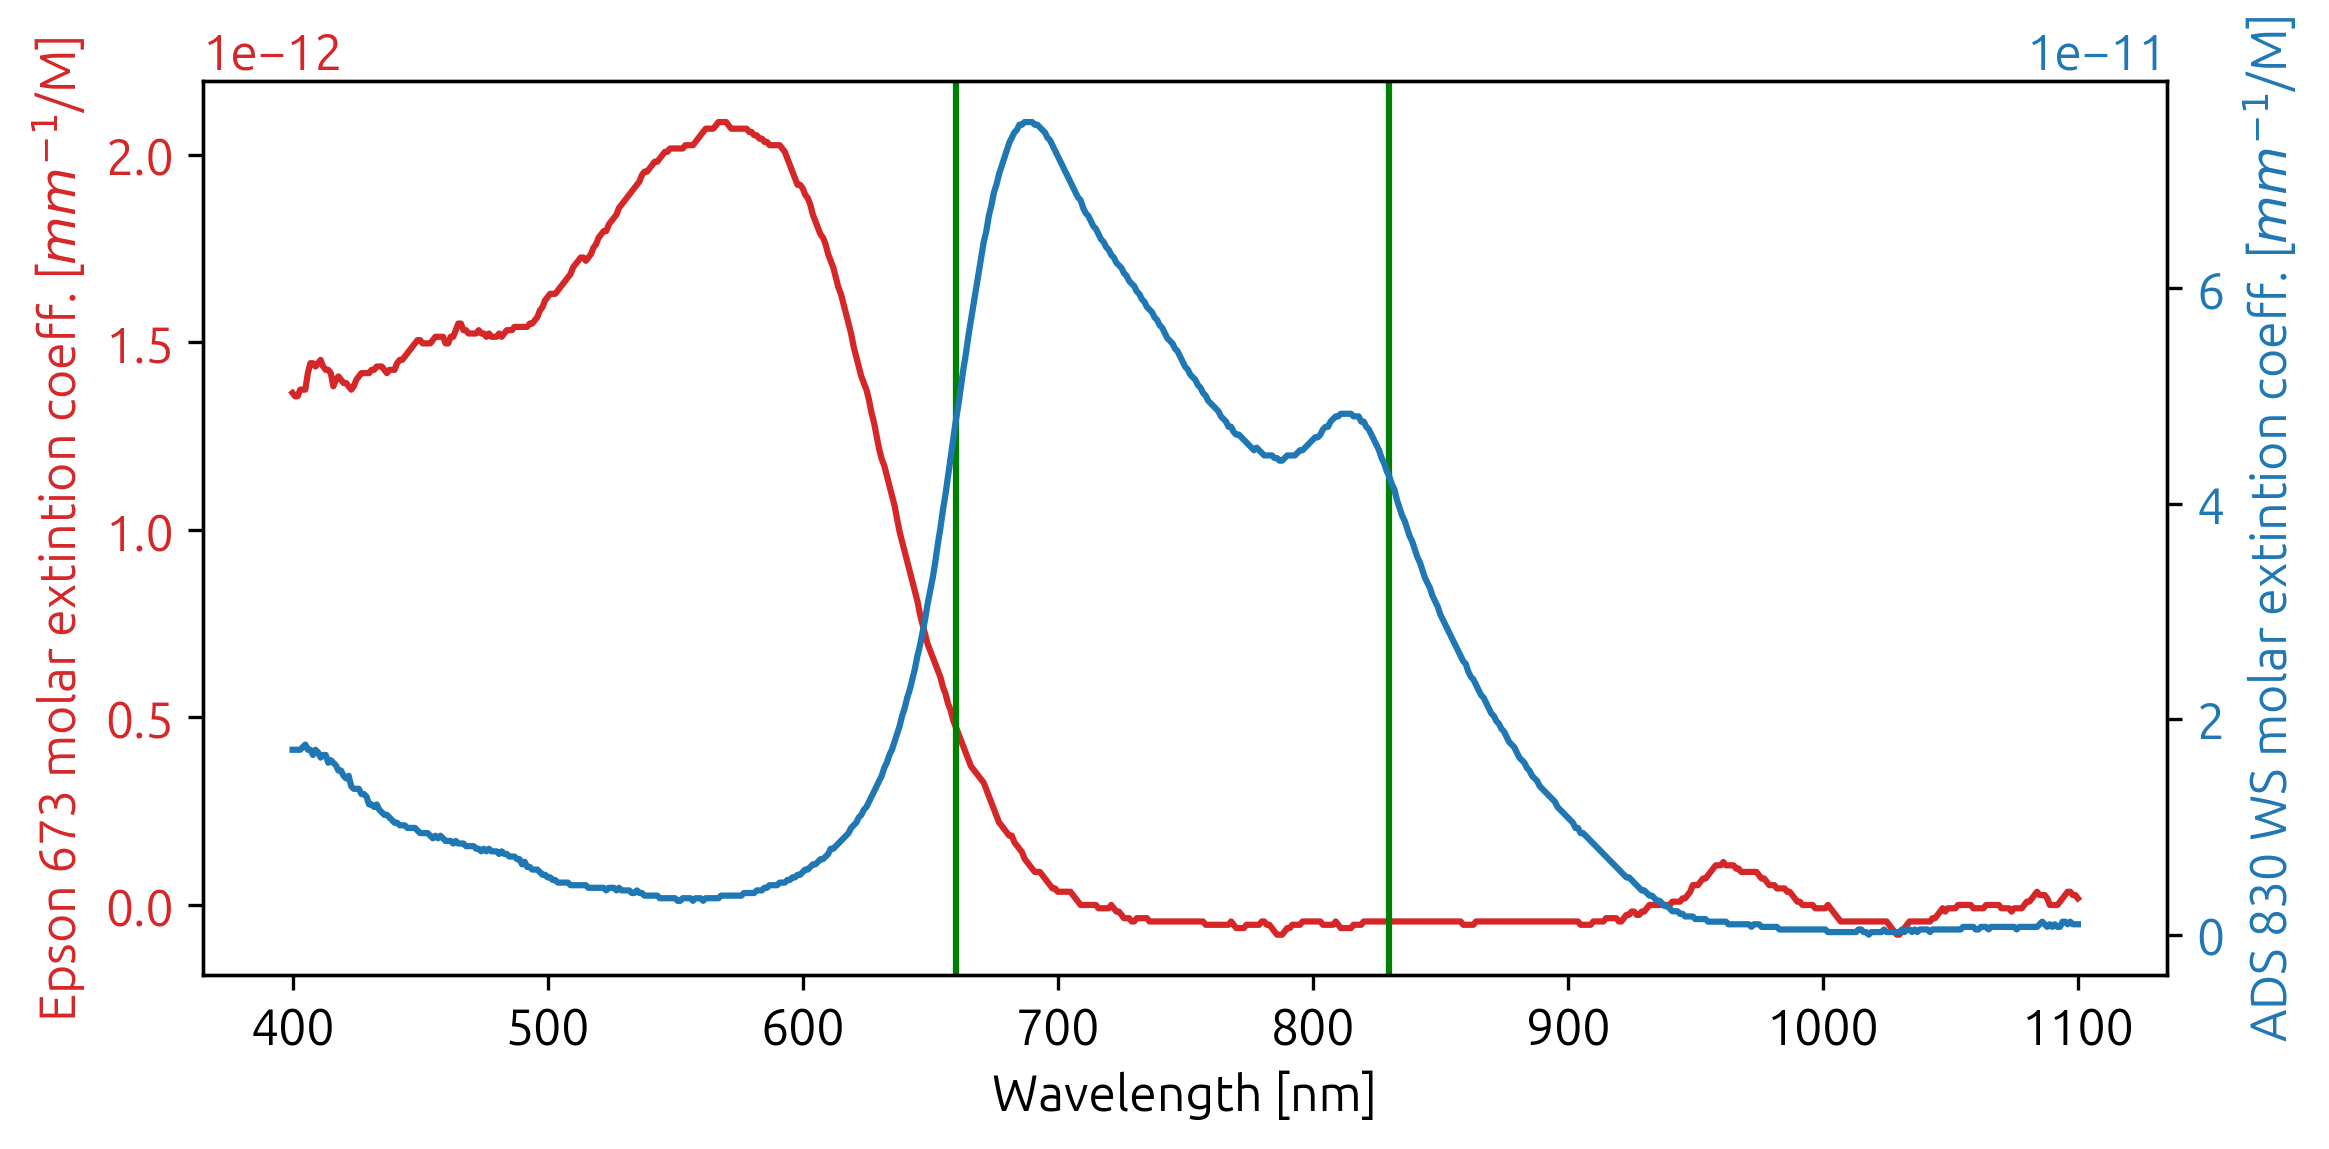 1e−12
1e−11
Epson 673 molar extintion coeff. [mm⁻¹/M]
2.0
1.5
1.0
0.5
0.0
6
4
2
0
ADS 830 WS molar extintion coeff. [mm⁻¹/M]
400 500 600 700 800 900 1000 1100
Wavelength [nm]